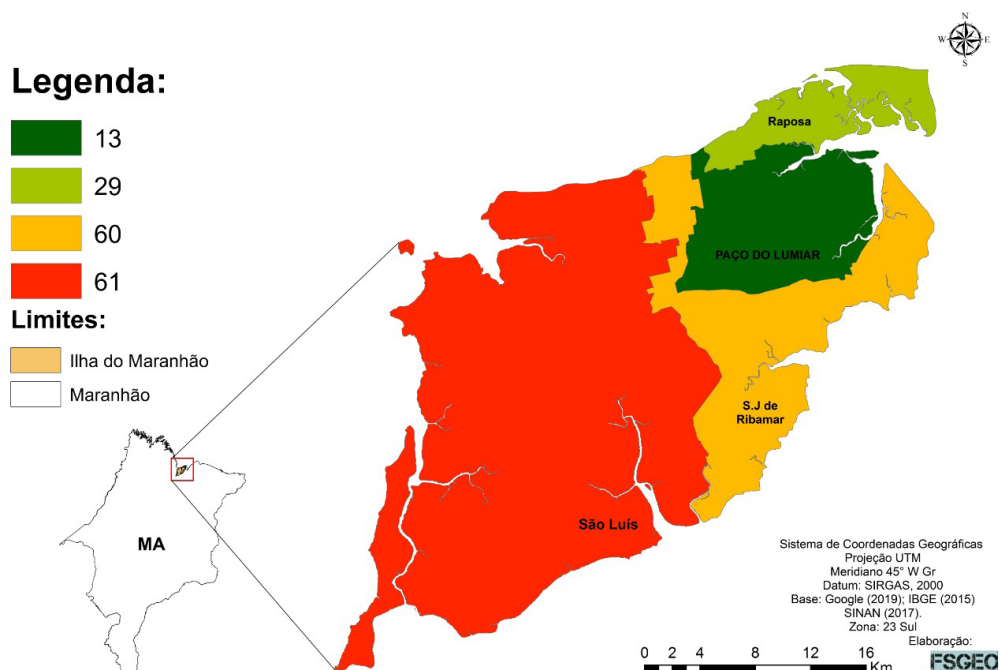 N
W
E
S
Legenda:
13
29
60
61
Limites:
Ilha do Maranhão
Maranhão
MA
Raposa
PAÇO DO LUMIAR
S.J de
Ribamar
São Luís
Sistema de Coordenadas Geográficas
Projeção UTM
Meridiano 45° W Gr
Datum: SIRGAS, 2000
Base: Google (2019); IBGE (2015)
SINAN (2017).
Zona: 23 Sul
Elaboração:
FSGEO
0 2 4 8 12 16
Km